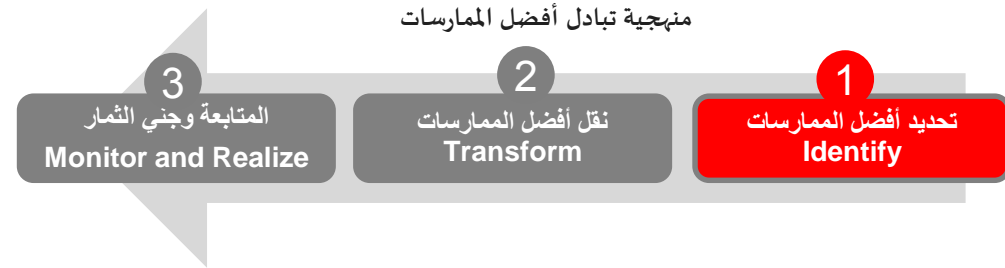 منهجية تبادل أفضل الممارسات
1
تحديد أفضل الممارسات
Identify
2
نقل أفضل الممارسات
Transform
3
المتابعة وجني الثمار
Monitor and Realize